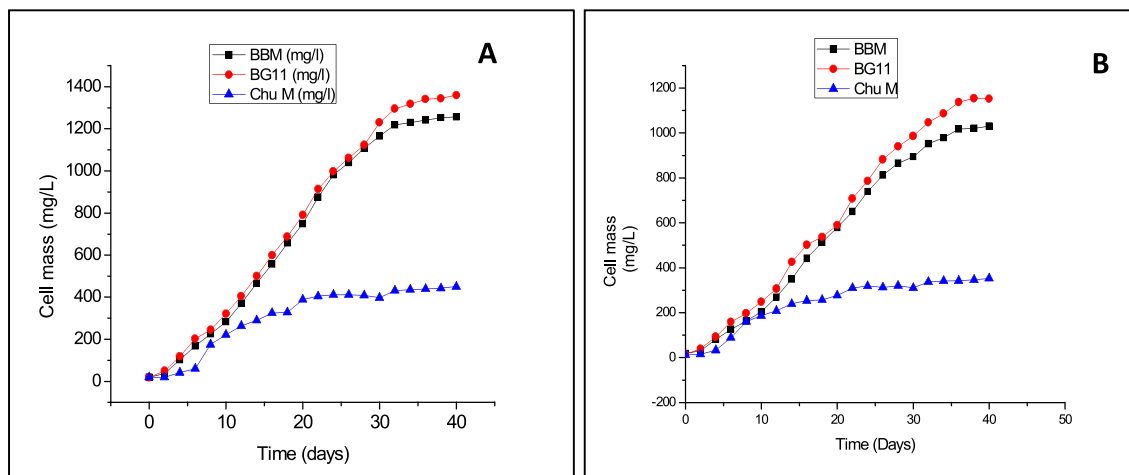 A
BBM (mg/l)
BG11 (mg/l)
Chu M (mg/l)
Cell mass (mg/L)
1400
1200
1000
800
600
400
200
0
0 10 20 30 40
Time (days)
B
BBM
BG11
Chu M
Cell mass
(mg/L)
1200
1000
800
600
400
200
0
-200
0 10 20 30 40 50
Time (Days)